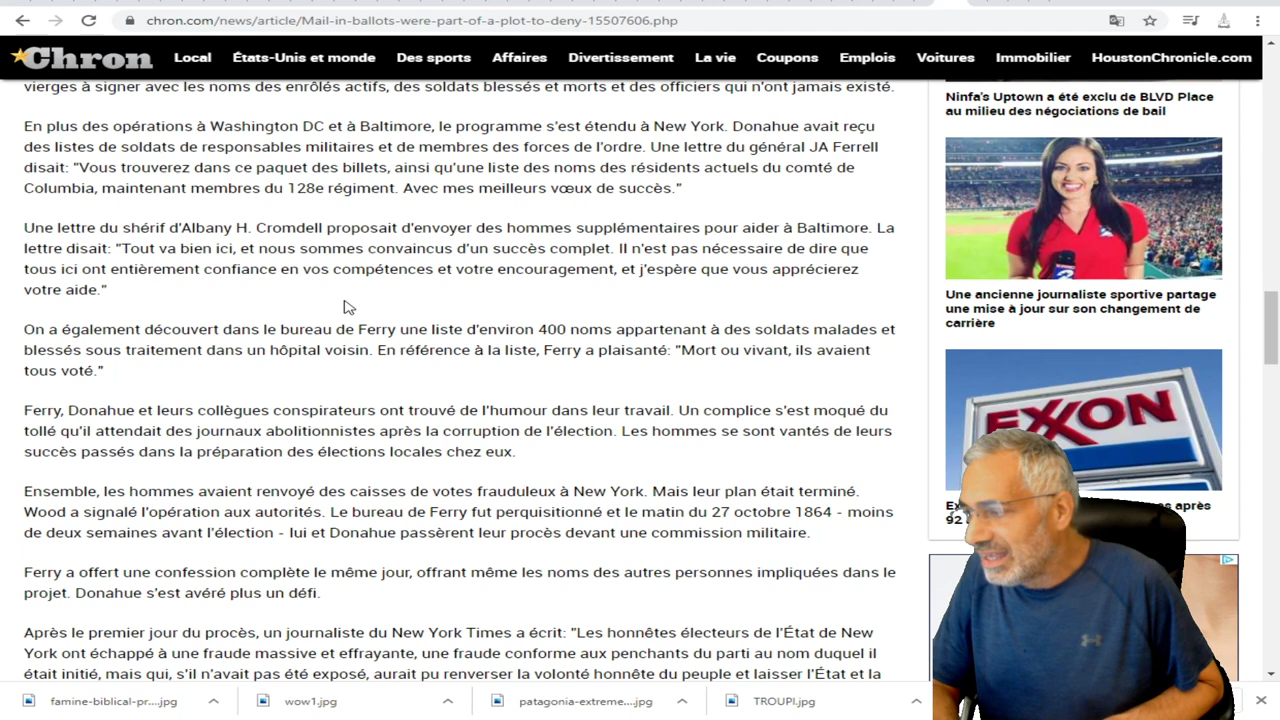 chron.com/news/article/Mail-in-ballots-were-part-of-a-plot-to-deny-15507606.php
Chron
Local États-Unis et monde Des sports Affaires Divertissement La vie Coupons Emplois Voitures Immobilier HoustonChronicle.com
vierges à signer avec les noms des enrôlés actifs, des soldats blessés et morts et des officiers qui n'ont jamais existé.
En plus des opérations à Washington DC et à Baltimore, le programme s'est étendu à New York. Donahue avait reçu
des listes de soldats de responsables militaires et de membres des forces de l'ordre. Une lettre du général JA Ferrell
disait: "Vous trouverez dans ce paquet des billets, ainsi qu'une liste des noms des résidents actuels du comté de
Columbia, maintenant membres du 128e régiment. Avec mes meilleurs vœux de succès."
Une lettre du shérif d'Albany H. Cromdell proposait d'envoyer des hommes supplémentaires pour aider à Baltimore. La
lettre disait: "Tout va bien ici, et nous sommes convaincus d'un succès complet. Il n'est pas nécessaire de dire que
tous ici ont entièrement confiance en vos compétences et votre encouragement, et j'espère que vous apprécierez
votre aide."
On a également découvert dans le bureau de Ferry une liste d'environ 400 noms appartenant à des soldats malades et
blessés sous traitement dans un hôpital voisin. En référence à la liste, Ferry a plaisanté: "Mort ou vivant, ils avaient
tous voté."
Ferry, Donahue et leurs collègues conspirateurs ont trouvé de l'humour dans leur travail. Un complice s'est moqué du
tollé qu'il attendait des journaux abolitionnistes après la corruption de l'élection. Les hommes se sont vantés de leurs
succès passés dans la préparation des élections locales chez eux.
Ensemble, les hommes avaient renvoyé des caisses de votes frauduleux à New York. Mais leur plan était terminé.
Wood a signalé l'opération aux autorités. Le bureau de Ferry fut perquisitionné et le matin du 27 octobre 1864 - moins
de deux semaines avant l'élection - lui et Donahue passèrent leur procès devant une commission militaire.
Ferry a offert une confession complète le même jour, offrant même les noms des autres personnes impliquées dans le
projet. Donahue s'est avéré plus un défi.
Après le premier jour du procès, un journaliste du New York Times a écrit: "Les honnêtes électeurs de l'État de New
York ont échappé à une fraude massive et effrayante, une fraude conforme aux penchants du parti au nom duquel il
était initié, mais qui, s'il n'avait pas été exposé, aurait pu renverser la volonté honnête du peuple et laisser l'État et la
Ninfa's Uptown a été exclu de BLVD Place
au milieu des négociations de bail
Une ancienne journaliste sportive partage
une mise à jour sur son changement de
carrière
EXXON
après
92
famine-biblical-pr....jpg
wow1.jpg
patagonia-extreme....jpg
TROUPI.jpg